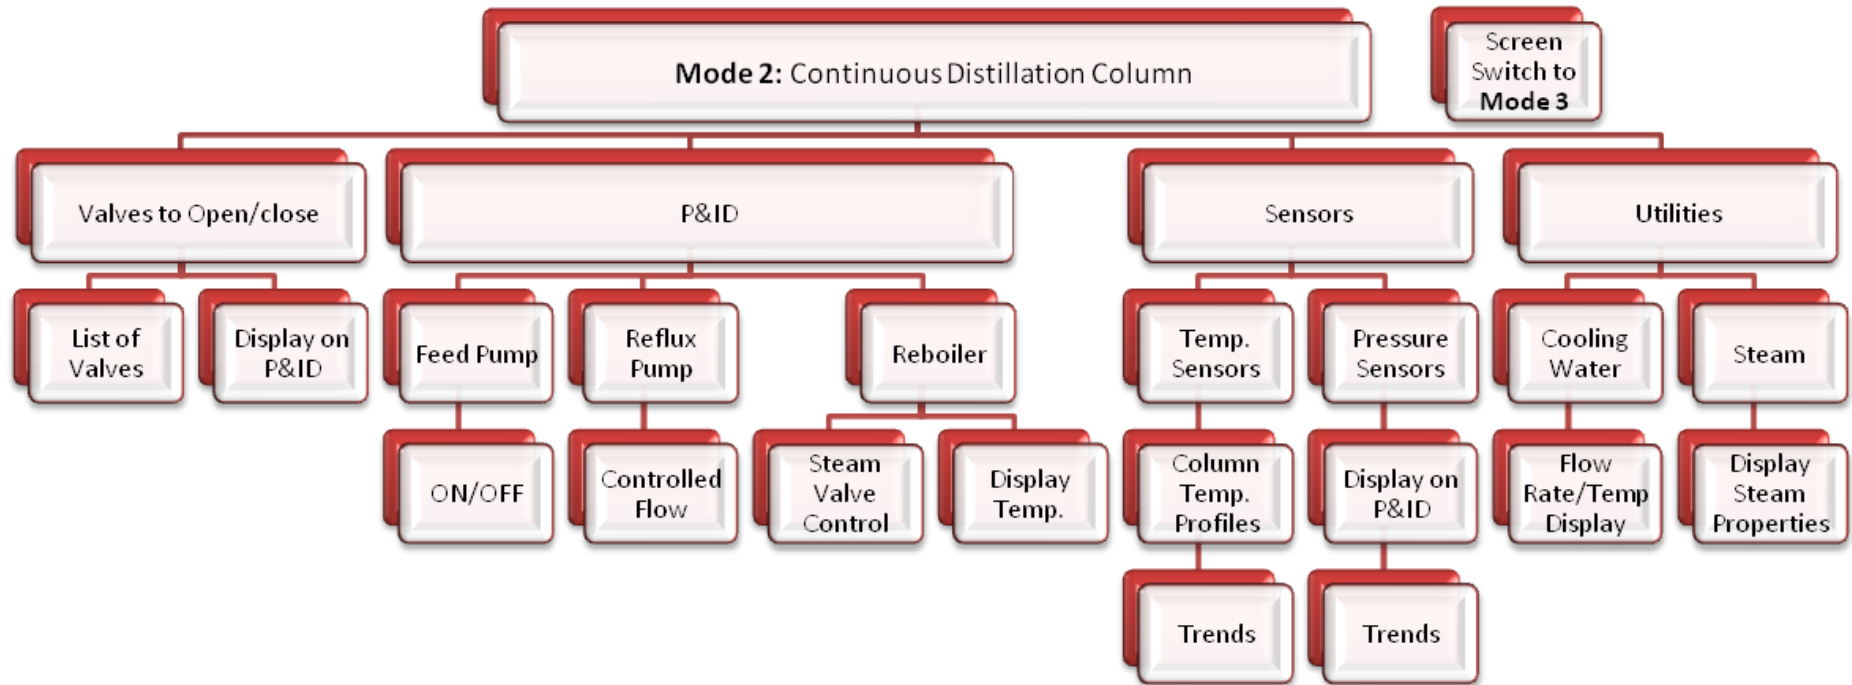 Mode 2: Continuous Distillation Column
Screen
Switch to
Mode 3
Valves to Open/close
P&ID
Sensors
Utilities
List of
Valves
Display on
P&ID
Feed Pump
Reflux
Pump
Reboiler
Temp.
Sensors
Pressure
Sensors
Cooling
Water
Steam
ON/OFF
Controlled
Flow
Steam
Valve
Control
Display
Temp.
Column
Temp.
Profiles
Display on
P&ID
Flow
Rate/Temp
Display
Display
Steam
Properties
Trends
Trends